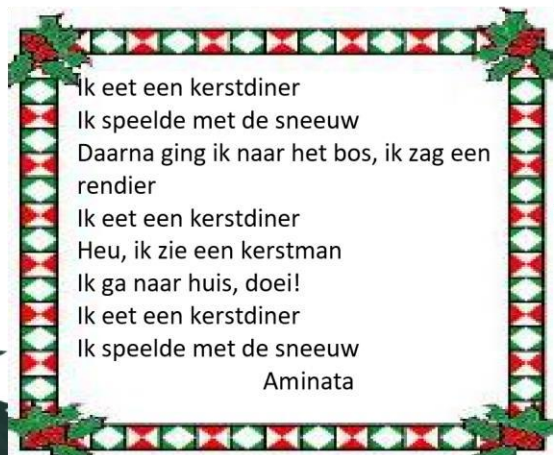 Ik eet een kerstdiner
Ik speelde met de sneeuw
Daarna ging ik naar het bos, ik zag een
rendier
Ik eet een kerstdiner
Heu, ik zie een kerstman
Ik ga naar huis, doei!
Ik eet een kerstdiner
Ik speelde met de sneeuw
Aminata